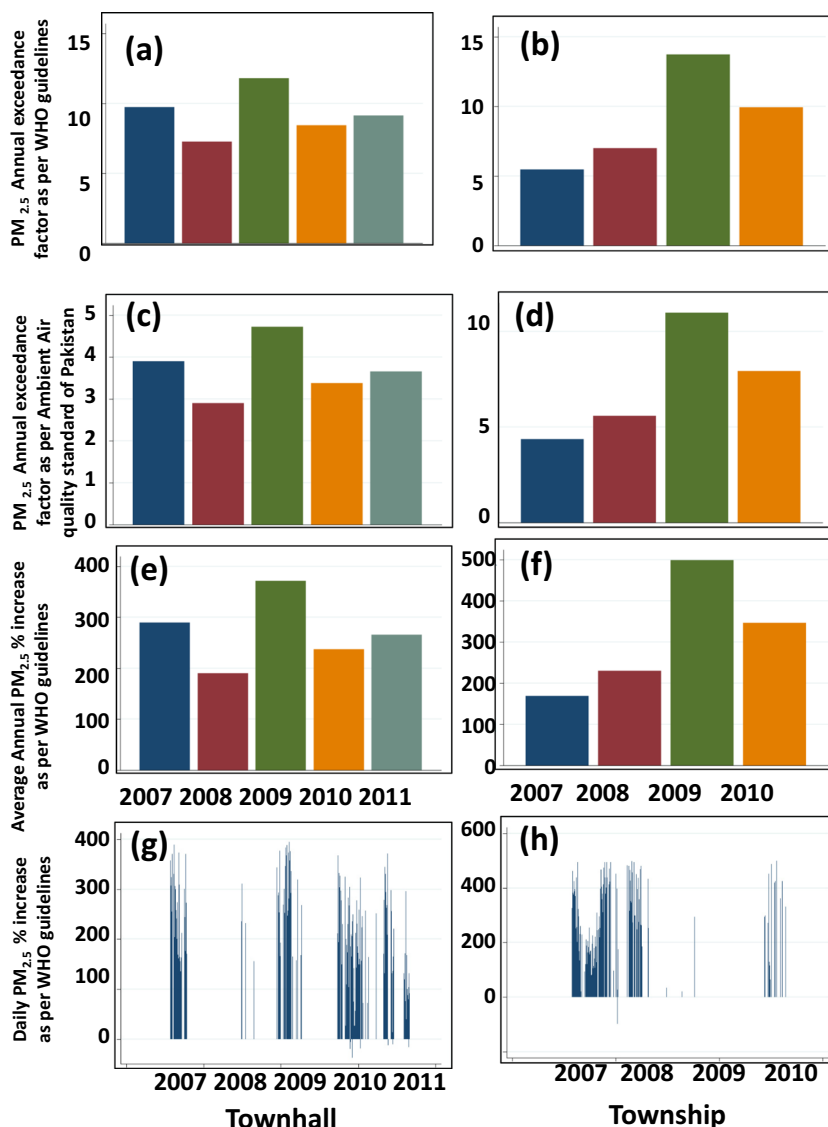 PM 2.5 Annual exceedance
factor as per WHO guidelines
15
10
5
0
(a)
15
10
5
0
(b)
PM 2.5 Annual exceedance
factor as per Ambient Air
quality standard of Pakistan
5
4
3
2
1
0
(c)
10
5
0
(d)
Average Annual PM2.5 % increase
as per WHO guidelines
400
300
200
100
0
(e)
2007 2008 2009 2010 2011
500
400
300
200
100
0
(f)
2007 2008 2009 2010
Daily PM2.5 % increase
as per WHO guidelines
400
300
200
100
0
(g)
2007 2008 2009 2010 2011
Townhall
600
400
200
0
(h)
2007 2008 2009 2010
Township